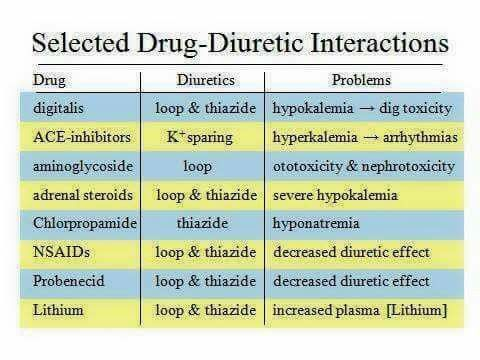 Selected Drug-Diuretic Interactions
Drug Diuretics Problems
digitalis loop & thiazide hypokalemia → dig toxicity
ACE-inhibitors K⁺sparing hyperkalemia → arrhythmias
aminoglycoside loop ototoxicity & nephrotoxicity
adrenal steroids loop & thiazide severe hypokalemia
Chlorpropamide thiazide hyponatremia
NSAIDs loop & thiazide decreased diuretic effect
Probenecid loop & thiazide decreased diuretic effect
Lithium loop & thiazide increased plasma [Lithium]